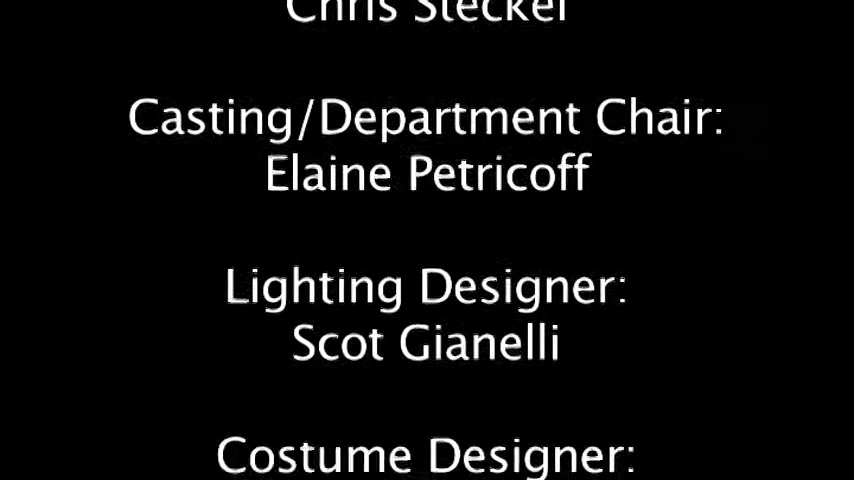 Chris Steckel
Casting/Department Chair:
Elaine Petricoff
Lighting Designer:
Scot Gianelli
Costume Designer: